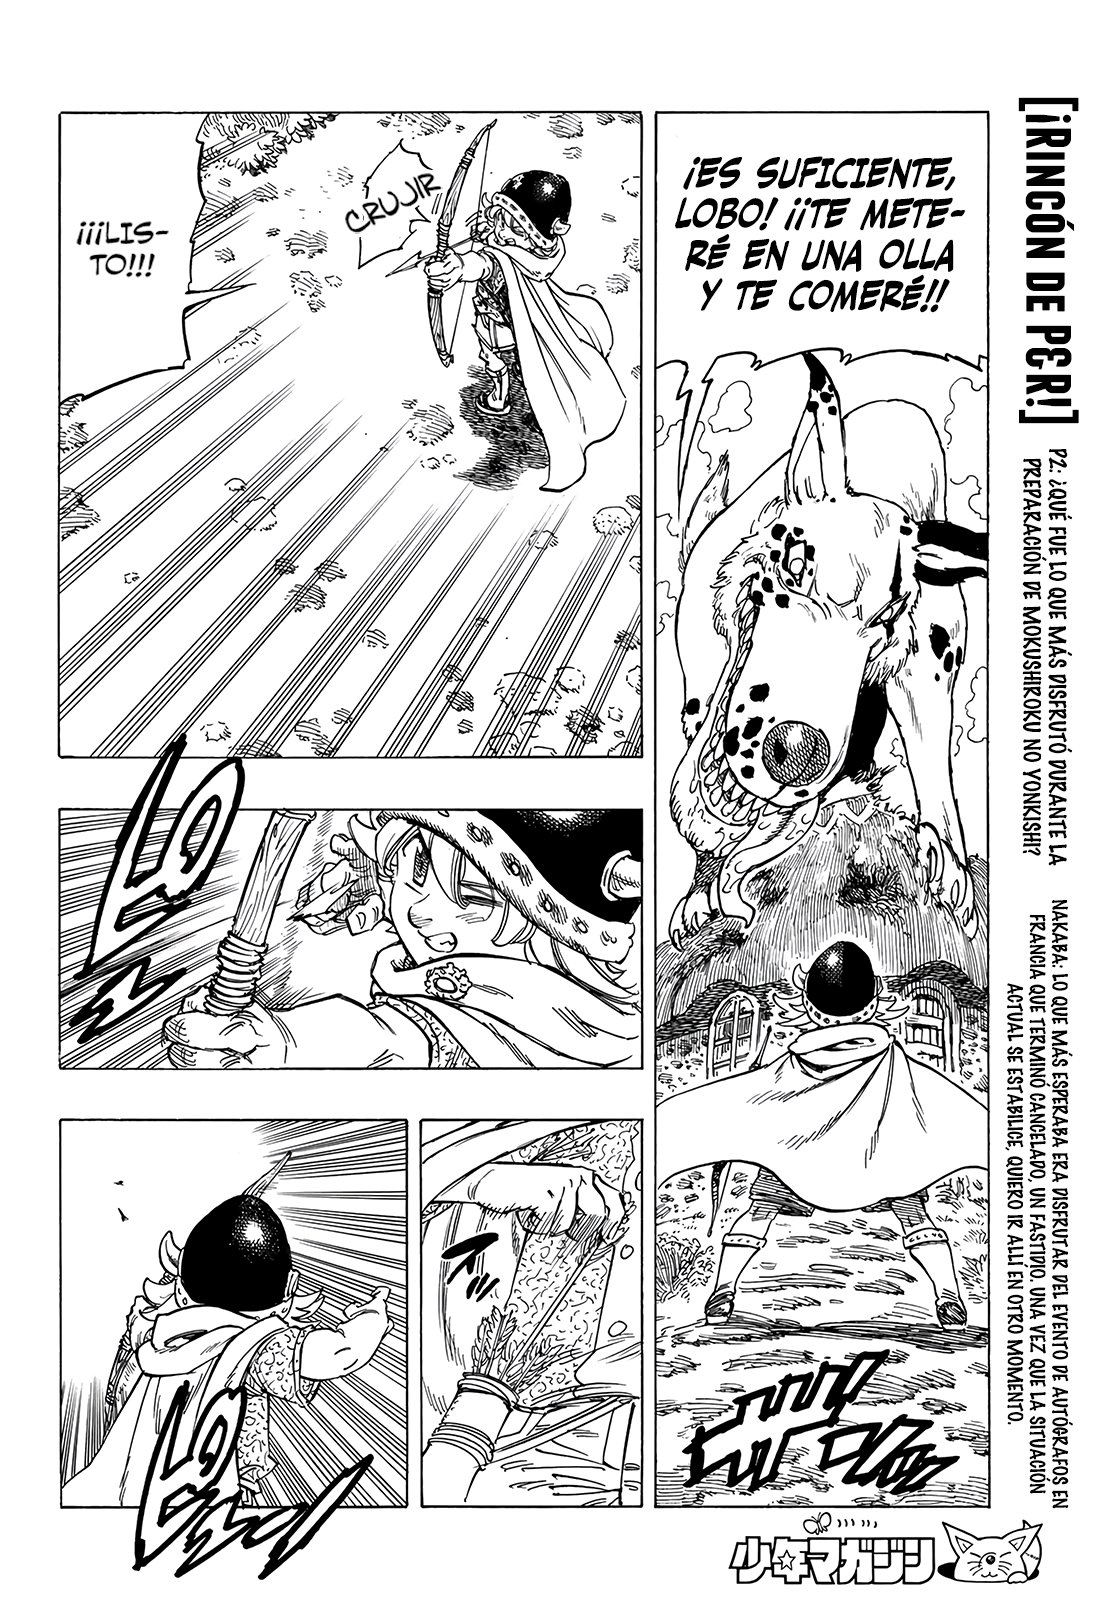 ¡ES SUFICIENTE,
LOBO! ¡¡TE METE-
RÉ EN UNA OLLA
Y TE COMERÉ!!
¡¡¡LIS-
TO!!!
CRUJIR
[¡RINCÓN DE PER!]
P2.: ¿QUÉ FUE LO QUE MÁS DISFRUTÓ DURANTE LA
PREPARACIÓN DE MOKUSHIROKU NO YONKISHI?
NAKABA: LO QUE MÁS ESPERABA ERA DISFRUTAR DEL EVENTO DE AUTÓGRAFOS EN
FRANCIA QUE TERMINÓ CANCELADO, UN FASTIDIO. UNA VEZ QUE LA SITUACIÓN
ACTUAL SE ESTABILICE, QUIERO IR ALLÍ EN OTRO MOMENTO.
少年マガジン